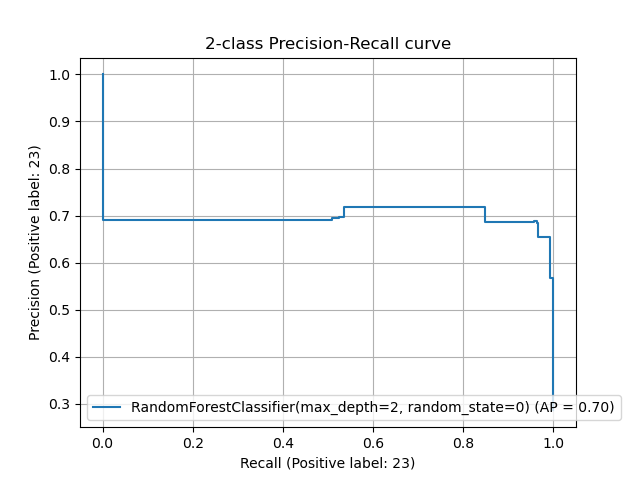 2-class Precision-Recall curve
Precision (Positive label: 23)
1.0
0.9
0.8
0.7
0.6
0.5
0.4
0.3
RandomForestClassifier(max_depth=2, random_state=0) (AP = 0.70)
0.0 0.2 0.4 0.6 0.8 1.0
Recall (Positive label: 23)